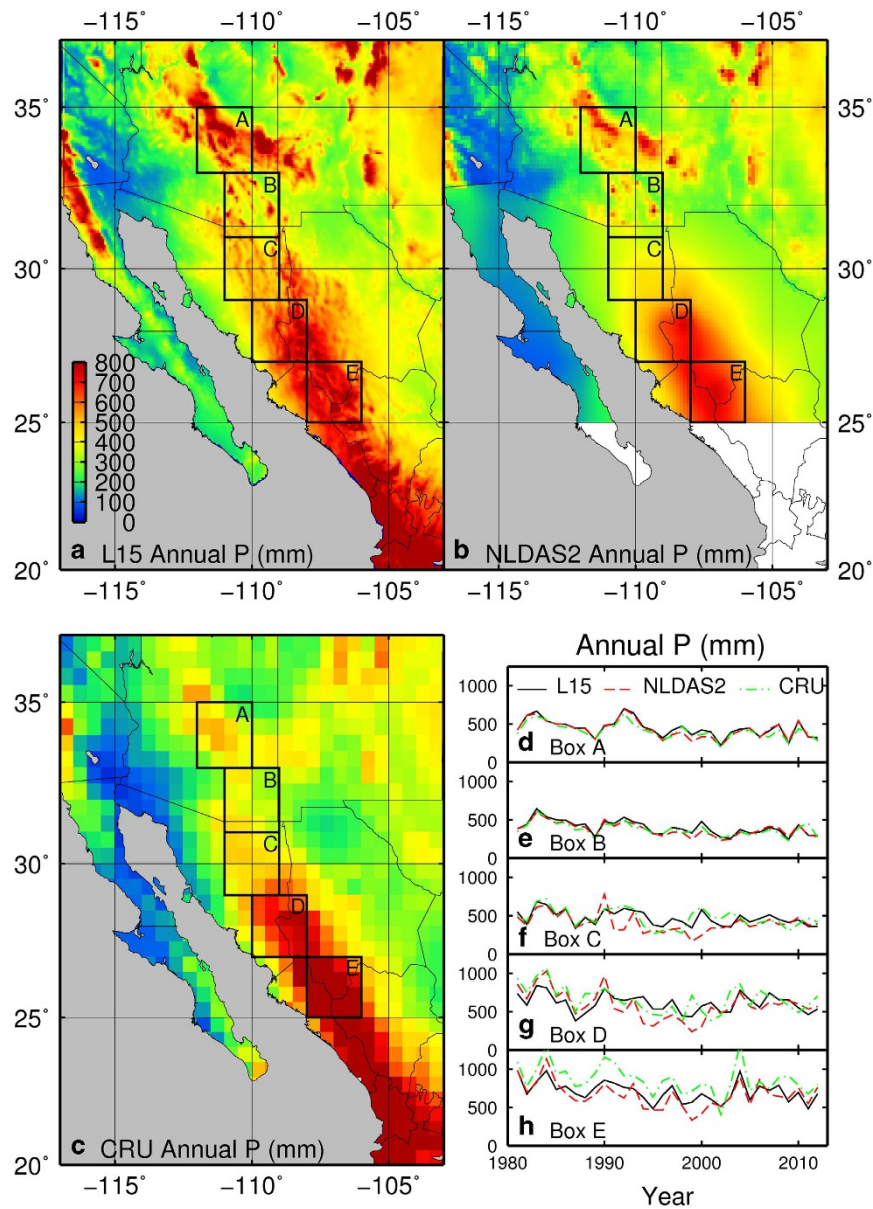 −115° −110° −105° −115° −110° −105°
35° 35°
30° 30°
25° 25°
20° 20°
A
B
C
D
E
800
700
600
500
400
300
200
100
0
a L15 Annual P (mm)
A
B
C
D
E
b NLDAS2 Annual P (mm)
−115° −110° −105° −115° −110° −105°
35°
30°
25°
20°
A
B
C
D
E
c CRU Annual P (mm)
−115° −110° −105°
Annual P (mm)
L15 NLDAS2 CRU
1000
500
0
d Box A
1000
500
0
e Box B
1000
500
0
f Box C
1000
500
0
g Box D
1000
500
0
h Box E
1980 1990 2000 2010
Year